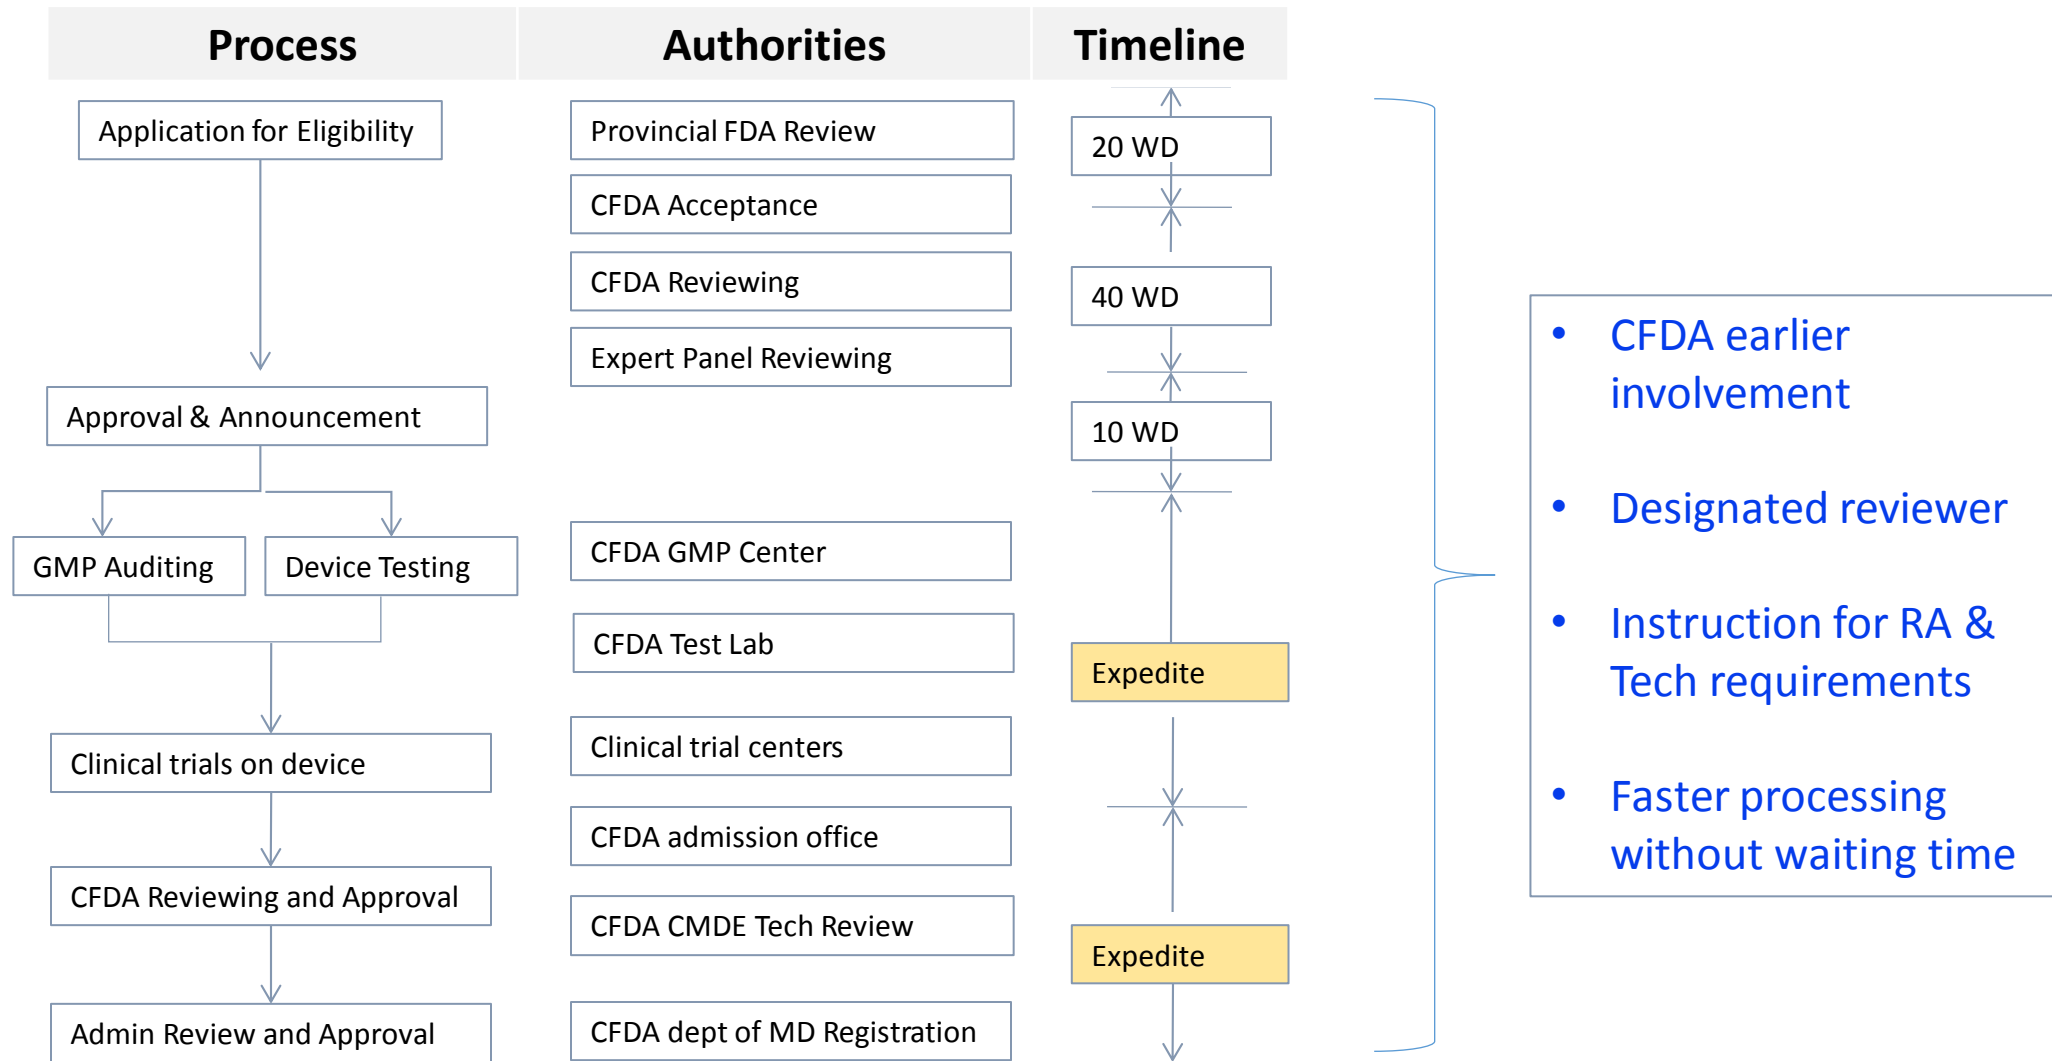 Process
Authorities
Timeline
Application for Eligibility
Provincial FDA Review
20 WD
CFDA Acceptance
CFDA Reviewing
40 WD
Expert Panel Reviewing
Approval & Announcement
10 WD
GMP Auditing
Device Testing
CFDA GMP Center
CFDA Test Lab
Expedite
Clinical trials on device
Clinical trial centers
CFDA admission office
CFDA Reviewing and Approval
CFDA CMDE Tech Review
Expedite
Admin Review and Approval
CFDA dept of MD Registration
• CFDA earlier
involvement
• Designated reviewer
• Instruction for RA &
Tech requirements
• Faster processing
without waiting time